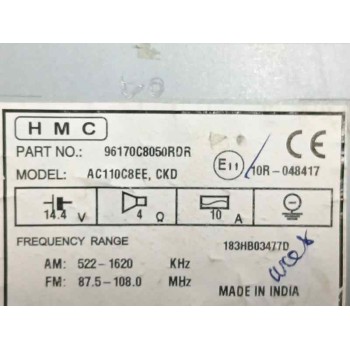 HMC
PART NO.: 96170C8050RDR
MODEL: AC110C8EE, CKD
CE
E11 10R-048417
14.4 V 4 Ω 10 A
FREQUENCY RANGE
183HB03477D
AM: 522-1620 KHz
FM: 87.5-108.0 MHz
MADE IN INDIA